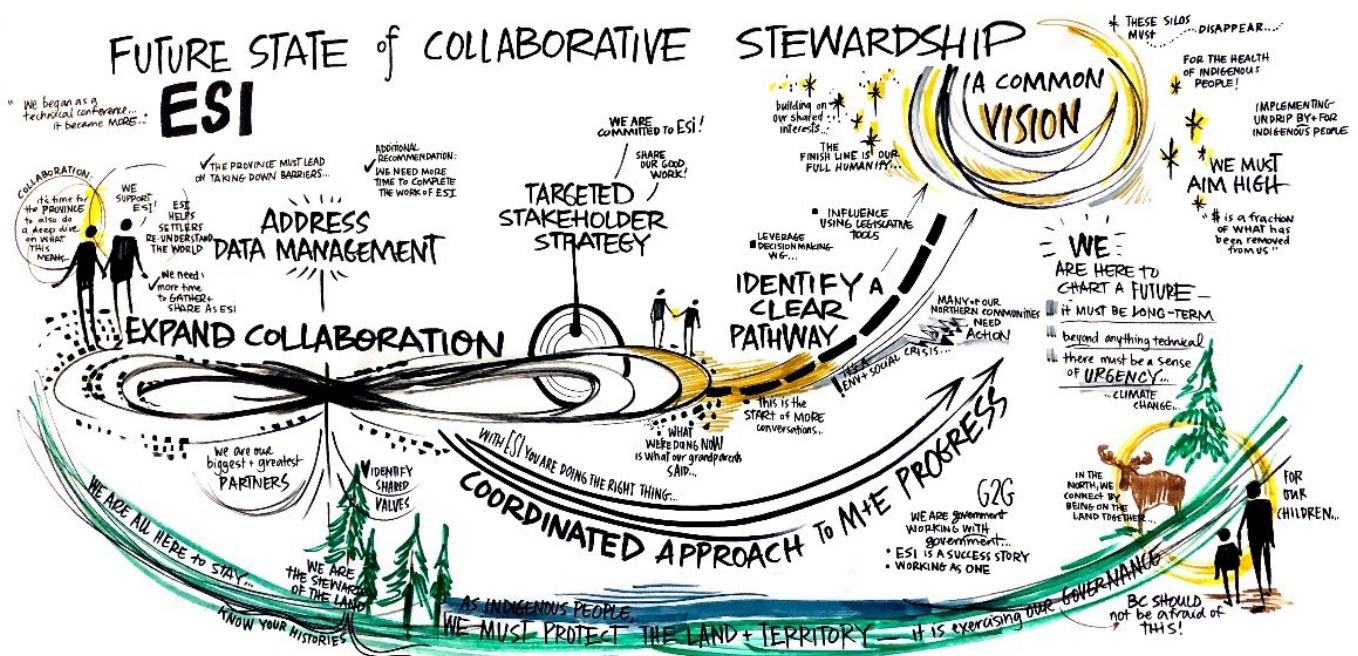 FUTURE STATE of COLLABORATIVE STEWARDSHIP
ESI
"We began as a
technical conference...
it became MORE..."
COLLABORATION:
it's time for
the PROVINCE
to also do
a deep dive
on WHAT
THIS
MEANS...
WE
SUPPORT
ESI!
ESI
HELPS
SETTLERS
RE-UNDERSTAND
THE WORLD
We need
more time
to GATHER +
SHARE AS ESI
THE PROVINCE MUST LEAD
ON TAKING DOWN BARRIERS...
ADDITIONAL
RECOMMENDATION:
WE NEED MORE
TIME TO COMPLETE
THE WORK OF ESI
ADDRESS
DATA MANAGEMENT
EXPAND COLLABORATION
WE ARE
COMMITTED TO ESI!
SHARE
OUR GOOD
WORK!
TARGETED
STAKEHOLDER
STRATEGY
building on
our shared
interests...
THE
FINISH LINE IS OUR
FULL HUMANITY...
A COMMON
VISION
* THESE SILOS
MUST DISAPPEAR...
FOR THE HEALTH
OF INDIGENOUS
PEOPLE!
IMPLEMENTING
UNDRIP BY + FOR
INDIGENOUS PEOPLE
WE MUST
AIM HIGH
"$ is a fraction
OF WHAT HAS
been removed
from us"
INFLUENCE
USING LEGISLATIVE
TOOLS
LEVERAGE
DECISION MAKING
WG...
IDENTIFY A
CLEAR
PATHWAY
MANY of OUR
NORTHERN COMMUNITIES
NEED
ACTION
IT'S A
ENV + SOCIAL CRISIS...
This is the
START of MORE
conversations...
WE
ARE HERE TO
CHART A FUTURE —
it MUST BE LONG-TERM
beyond anything technical
there must be a sense
of URGENCY...
...CLIMATE
CHANGE...
We are our
biggest + greatest
PARTNERS
IDENTIFY
SHARED
VALUES
WHAT
WE'RE DOING NOW
IS what our grandparents
SAID...
WITH ESI YOU ARE DOING THE RIGHT THING...
COORDINATED APPROACH TO M+E PROGRESS
G2G
WE ARE government
WORKING WITH
government...
• ESI IS A SUCCESS STORY
• WORKING AS ONE
IN THE
NORTH, WE
CONNECT BY
BEING ON THE
LAND TOGETHER...
FOR
OUR
CHILDREN...
WE ARE ALL HERE to STAY...
KNOW YOUR HISTORIES
WE ARE
THE STEWARDS
OF THE LAND
AS INDIGENOUS PEOPLE,
WE MUST PROTECT THE LAND + TERRITORY — it is exercising OUR GOVERNANCE
BC SHOULD
not be afraid of
THIS!